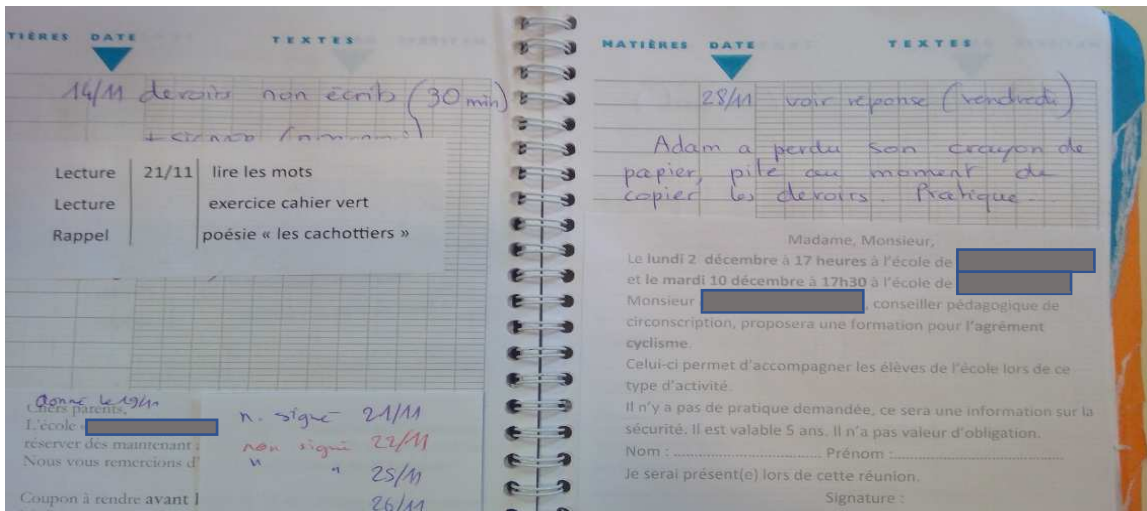 MATIÈRES DATE TEXTES
14/11 devoirs non écrits (30 min)
Lecture 21/11 lire les mots
Lecture exercice cahier vert
Rappel poésie « les cachottiers »
donné le 19/11
Chers parents,
L'école
réserver dès maintenant
Nous vous remercions d'
Coupon à rendre avant l
n. signé 21/11
non signé 22/11
" " 25/11
26/11
MATIÈRES DATE TEXTES
28/11 voir réponse (vendredi)
Adam a perdu son crayon de
papier, pile au moment de
copier les devoirs. Pratique...
Madame, Monsieur,
Le lundi 2 décembre à 17 heures à l'école de
et le mardi 10 décembre à 17h30 à l'école de
Monsieur , conseiller pédagogique de
circonscription, proposera une formation pour l'agrément
cyclisme.
Celui-ci permet d'accompagner les élèves de l'école lors de ce
type d'activité.
Il n'y a pas de pratique demandée, ce sera une information sur la
sécurité. Il est valable 5 ans. Il n'a pas valeur d'obligation.
Nom : ................................ Prénom :............................................
Je serai présent(e) lors de cette réunion.
Signature :